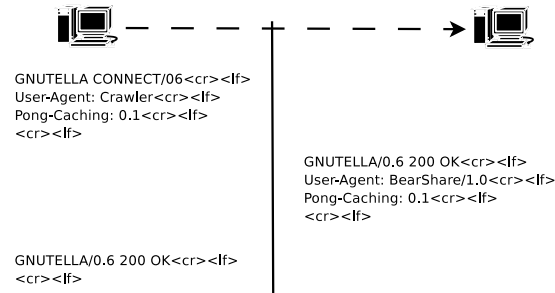 GNUTELLA CONNECT/06<cr><lf>
User-Agent: Crawler<cr><lf>
Pong-Caching: 0.1<cr><lf>
<cr><lf>
GNUTELLA/0.6 200 OK<cr><lf>
User-Agent: BearShare/1.0<cr><lf>
Pong-Caching: 0.1<cr><lf>
<cr><lf>
GNUTELLA/0.6 200 OK<cr><lf>
<cr><lf>